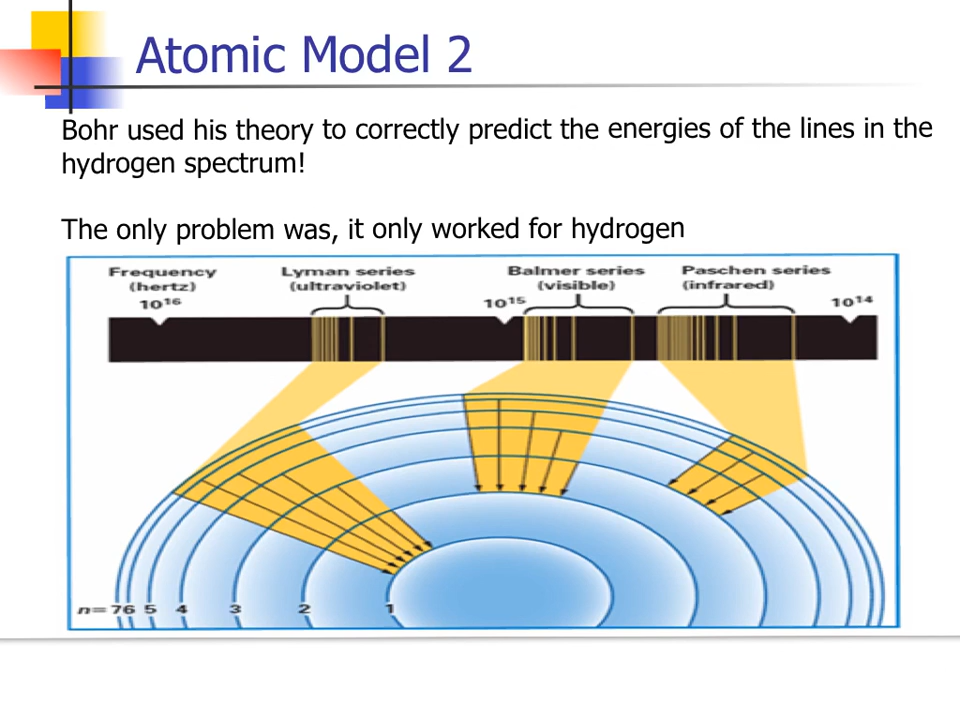 Atomic Model 2
Bohr used his theory to correctly predict the energies of the lines in the
hydrogen spectrum!
The only problem was, it only worked for hydrogen
Frequency Lyman series Balmer series Paschen series
(hertz) (ultraviolet) (visible) (infrared)
10¹⁶ 10¹⁵ 10¹⁴
n= 7 6 5 4 3 2 1